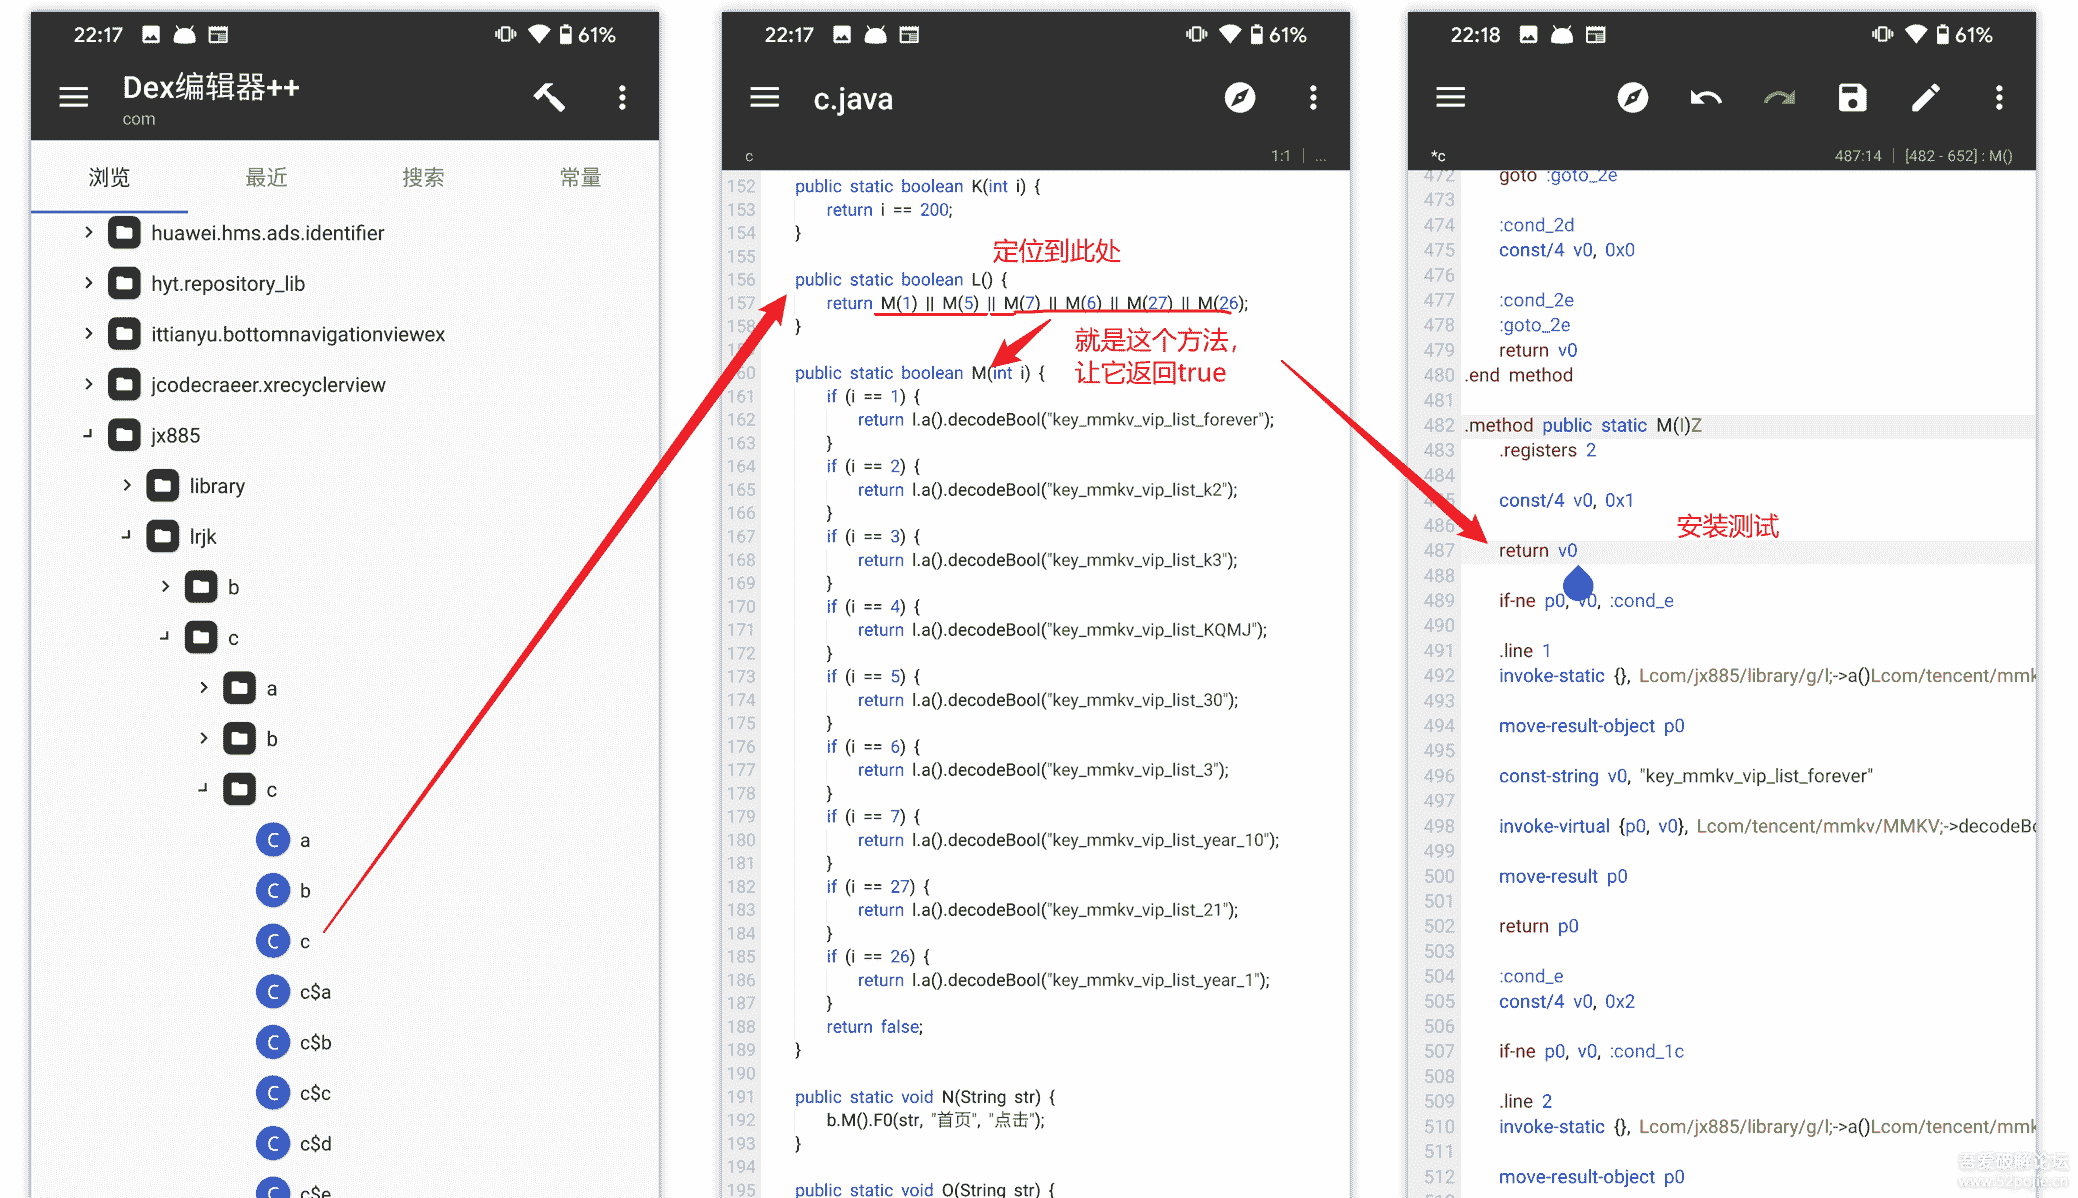 22:17
61%
Dex编辑器++
com
浏览
最近
搜索
常量
huawei.hms.ads.identifier
hyt.repository_lib
ittianyu.bottomnavigationviewex
jcodecraeer.xrecyclerview
jx885
library
lrjk
b
c
a
b
c
C a
C b
C c
C c$a
C c$b
C c$c
C c$d
C c$e
22:17
61%
c.java
c
1:1 | ...
152 public static boolean K(int i) {
153 return i == 200;
154 }
155
定位到此处
156 public static boolean L() {
157 return M(1) || M(5) || M(7) || M(6) || M(27) || M(26);
158 }
就是这个方法，
让它返回true
60 public static boolean M(int i) {
161 if (i == 1) {
162 return l.a().decodeBool("key_mmkv_vip_list_forever");
163 }
164 if (i == 2) {
165 return l.a().decodeBool("key_mmkv_vip_list_k2");
166 }
167 if (i == 3) {
168 return l.a().decodeBool("key_mmkv_vip_list_k3");
169 }
170 if (i == 4) {
171 return l.a().decodeBool("key_mmkv_vip_list_KQMJ");
172 }
173 if (i == 5) {
174 return l.a().decodeBool("key_mmkv_vip_list_30");
175 }
176 if (i == 6) {
177 return l.a().decodeBool("key_mmkv_vip_list_3");
178 }
179 if (i == 7) {
180 return l.a().decodeBool("key_mmkv_vip_list_year_10");
181 }
182 if (i == 27) {
183 return l.a().decodeBool("key_mmkv_vip_list_21");
184 }
185 if (i == 26) {
186 return l.a().decodeBool("key_mmkv_vip_list_year_1");
187 }
188 return false;
189 }
190
191 public static void N(String str) {
192 b.M().F0(str, "首页", "点击");
193 }
194
195 public static void O(String str) {
22:18
61%
*c
487:14 | [482 - 652] : M()
472 goto :goto_2e
473
474 :cond_2d
475 const/4 v0, 0x0
476
477 :cond_2e
478 :goto_2e
479 return v0
480 .end method
481
482 .method public static M(I)Z
483 .registers 2
484
const/4 v0, 0x1
486
安装测试
487 return v0
488
489 if-ne p0, v0, :cond_e
490
491 .line 1
492 invoke-static {}, Lcom/jx885/library/g/l;->a()Lcom/tencent/mmk
493
494 move-result-object p0
495
496 const-string v0, "key_mmkv_vip_list_forever"
497
498 invoke-virtual {p0, v0}, Lcom/tencent/mmkv/MMKV;->decodeBo
499
500 move-result p0
501
502 return p0
503
504 :cond_e
505 const/4 v0, 0x2
506
507 if-ne p0, v0, :cond_1c
508
509 .line 2
510 invoke-static {}, Lcom/jx885/library/g/l;->a()Lcom/tencent/mmk
511
512 move-result-object p0
吾爱破解论坛
www.52pojie.cn